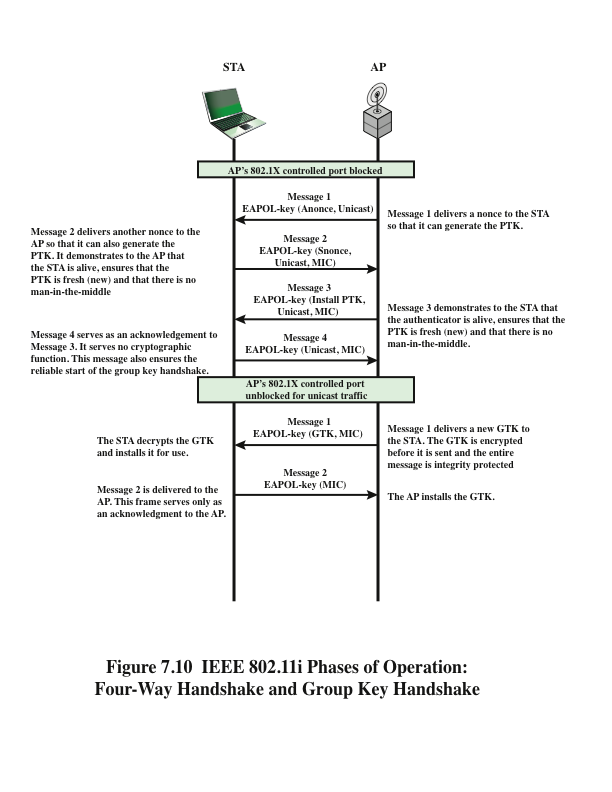 STA
AP
AP's 802.1X controlled port blocked
Message 1
EAPOL-key (Anonce, Unicast)
Message 1 delivers a nonce to the STA
so that it can generate the PTK.
Message 2 delivers another nonce to the
AP so that it can also generate the
PTK. It demonstrates to the AP that
the STA is alive, ensures that the
PTK is fresh (new) and that there is no
man-in-the-middle
Message 2
EAPOL-key (Snonce,
Unicast, MIC)
Message 3
EAPOL-key (Install PTK,
Unicast, MIC)
Message 3 demonstrates to the STA that
the authenticator is alive, ensures that the
PTK is fresh (new) and that there is no
man-in-the-middle.
Message 4 serves as an acknowledgement to
Message 3. It serves no cryptographic
function. This message also ensures the
reliable start of the group key handshake.
Message 4
EAPOL-key (Unicast, MIC)
AP's 802.1X controlled port
unblocked for unicast traffic
Message 1
EAPOL-key (GTK, MIC)
Message 1 delivers a new GTK to
the STA. The GTK is encrypted
before it is sent and the entire
message is integrity protected
The STA decrypts the GTK
and installs it for use.
Message 2
EAPOL-key (MIC)
Message 2 is delivered to the
AP. This frame serves only as
an acknowledgment to the AP.
The AP installs the GTK.
Figure 7.10 IEEE 802.11i Phases of Operation:
Four-Way Handshake and Group Key Handshake